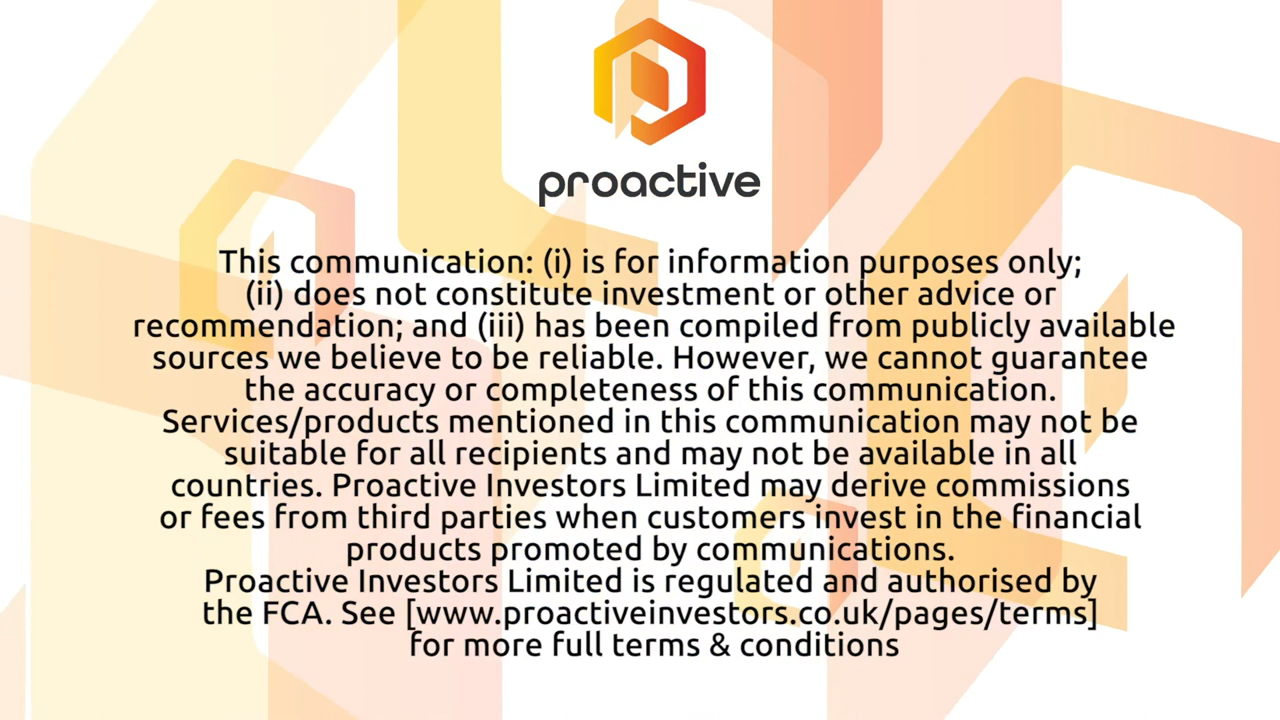 proactive
This communication: (i) is for information purposes only;
(ii) does not constitute investment or other advice or
recommendation; and (iii) has been compiled from publicly available
sources we believe to be reliable. However, we cannot guarantee
the accuracy or completeness of this communication.
Services/products mentioned in this communication may not be
suitable for all recipients and may not be available in all
countries. Proactive Investors Limited may derive commissions
or fees from third parties when customers invest in the financial
products promoted by communications.
Proactive Investors Limited is regulated and authorised by
the FCA. See [www.proactiveinvestors.co.uk/pages/terms]
for more full terms & conditions